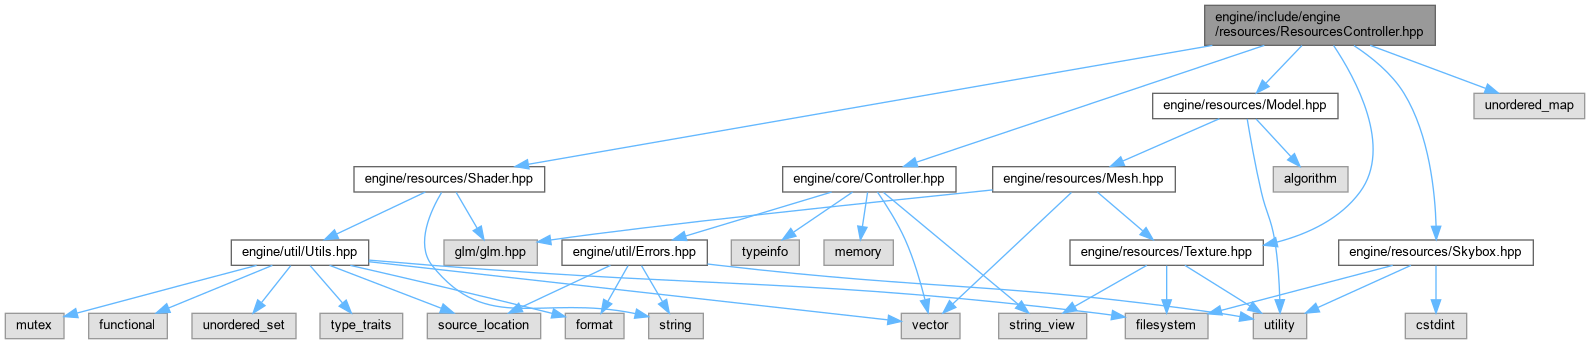 engine/include/engine
/resources/ResourcesController.hpp
engine/resources/Model.hpp
unordered_map
engine/resources/Shader.hpp
engine/core/Controller.hpp
engine/resources/Mesh.hpp
algorithm
engine/util/Utils.hpp
glm/glm.hpp
engine/util/Errors.hpp
typeinfo
memory
engine/resources/Texture.hpp
engine/resources/Skybox.hpp
mutex
functional
unordered_set
type_traits
source_location
format
string
vector
string_view
filesystem
utility
cstdint